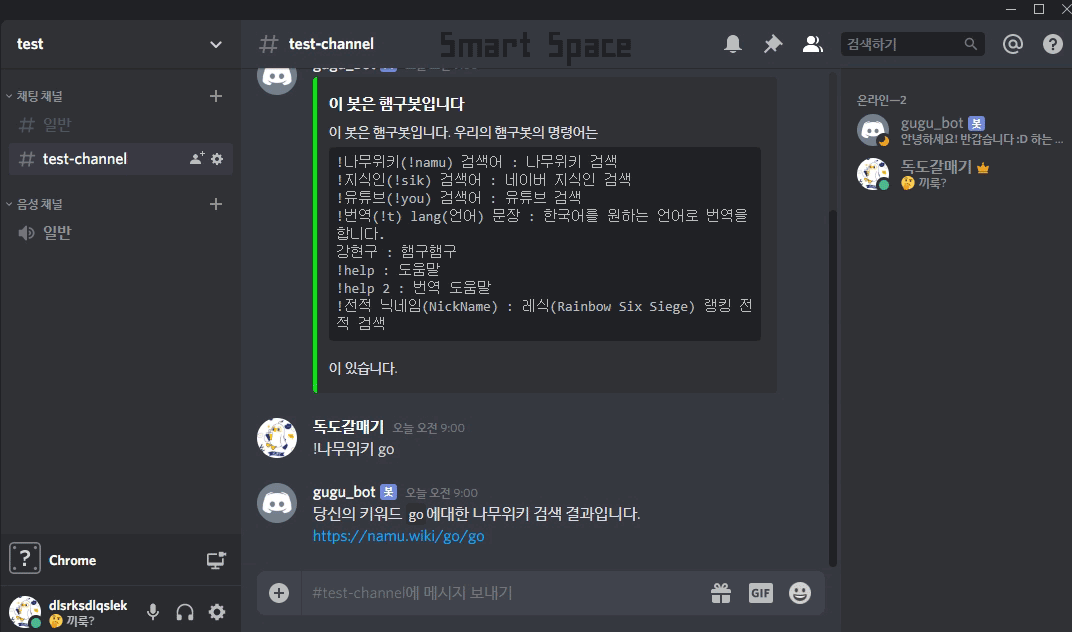 test
# test-channel
Smart Space
검색하기
채팅 채널
# 일반
# test-channel
음성 채널
일반
Chrome
dlsrksdlqslek
끼룩?
gugu_bot 봇 오늘 오전 9:00
이 봇은 햄구봇입니다
이 봇은 햄구봇입니다. 우리의 햄구봇의 명령어는
!나무위키(!namu) 검색어 : 나무위키 검색
!지식인(!sik) 검색어 : 네이버 지식인 검색
!유튜브(!you) 검색어 : 유튜브 검색
!번역(!t) lang(언어) 문장 : 한국어를 원하는 언어로 번역을
합니다.
강현구 : 햄구햄구
!help : 도움말
!help 2 : 번역 도움말
!전적 닉네임(NickName) : 레식(Rainbow Six Siege) 랭킹 전
적 검색
이 있습니다.
독도갈매기 오늘 오전 9:00
!나무위키 go
gugu_bot 봇 오늘 오전 9:00
당신의 키워드 go 에대한 나무위키 검색 결과입니다.
https://namu.wiki/go/go
#test-channel에 메시지 보내기
GIF
온라인—2
gugu_bot 봇
안녕하세요! 반갑습니다 :D 하는 ...
독도갈매기
끼룩?